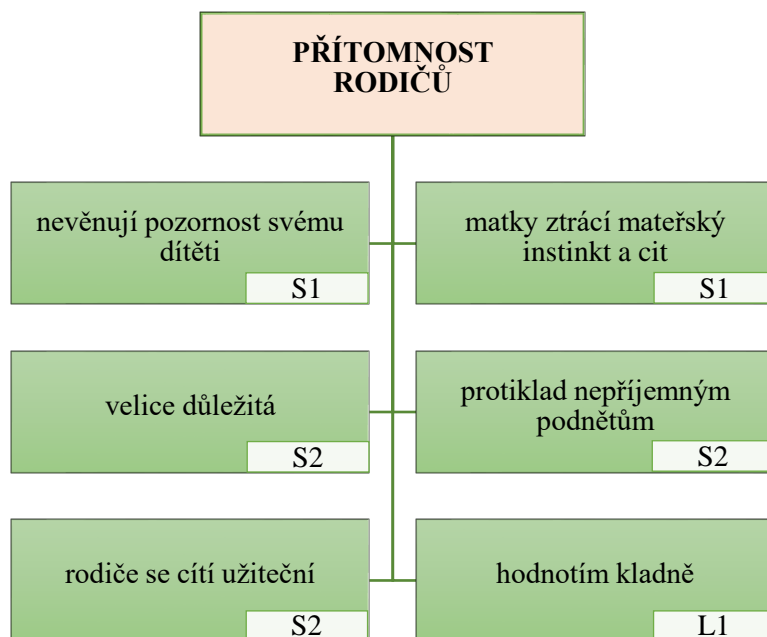 PŘÍTOMNOST
RODIČŮ
nevěnují pozornost svému
dítěti
S1
matky ztrácí mateřský
instinkt a cit
S1
velice důležitá
S2
protiklad nepříjemným
podnětům
S2
rodiče se cítí užiteční
S2
hodnotím kladně
L1